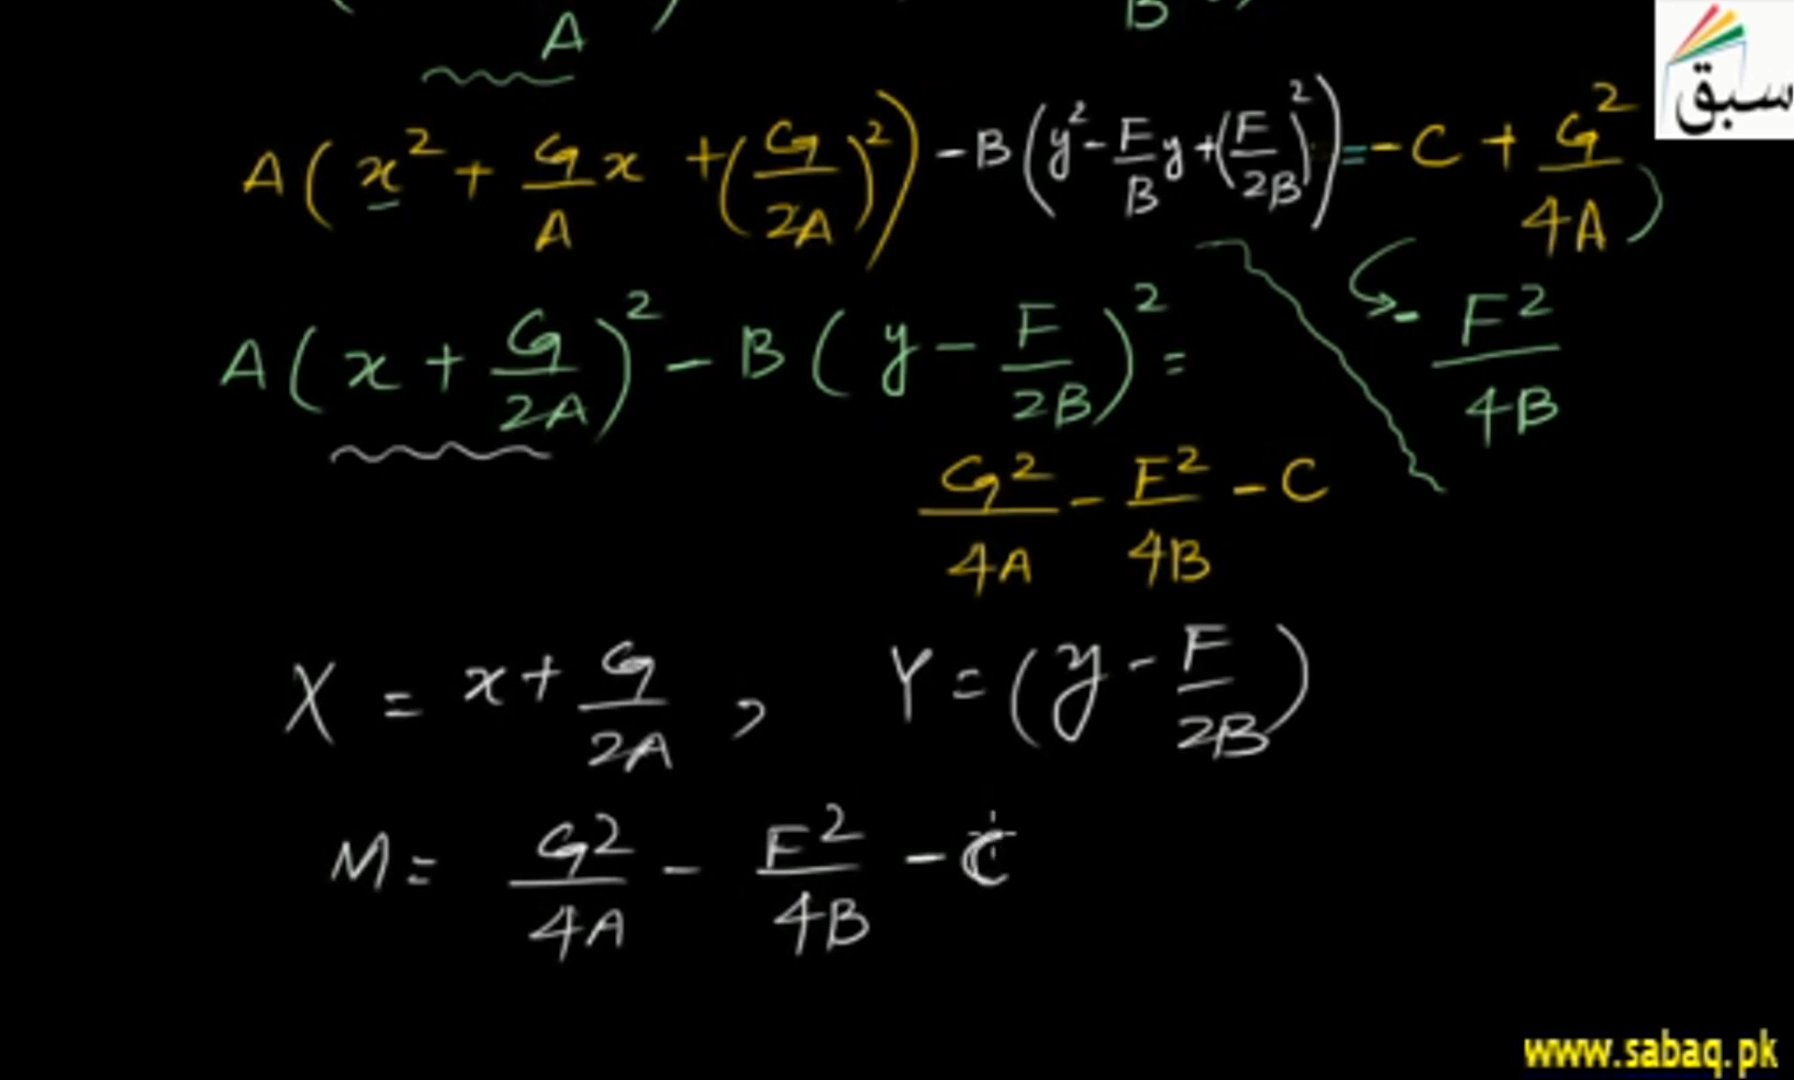 A B
سبق
A(x² + G/A x + (G/2A)²) - B(y² - F/B y + (F/2B)²) = -C + G²/4A
- F²/4B)
A(x + G/2A)² - B(y - F/2B)² =
G²/4A - F²/4B - C
X = x + G/2A , Y = (y - F/2B)
M = G²/4A - F²/4B - C
www.sabaq.pk